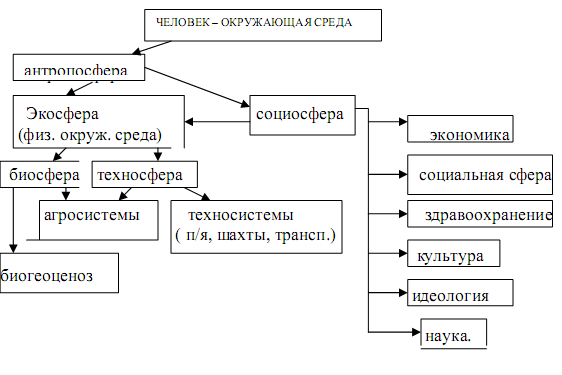 ЧЕЛОВЕК – ОКРУЖАЮЩАЯ СРЕДА
антропосфера
Экосфера
(физ. окруж. среда)
социосфера
экономика
биосфера
техносфера
социальная сфера
агросистемы
техносистемы
( п/я, шахты, трансп.)
здравоохранение
культура
биогеоценоз
идеология
наука.